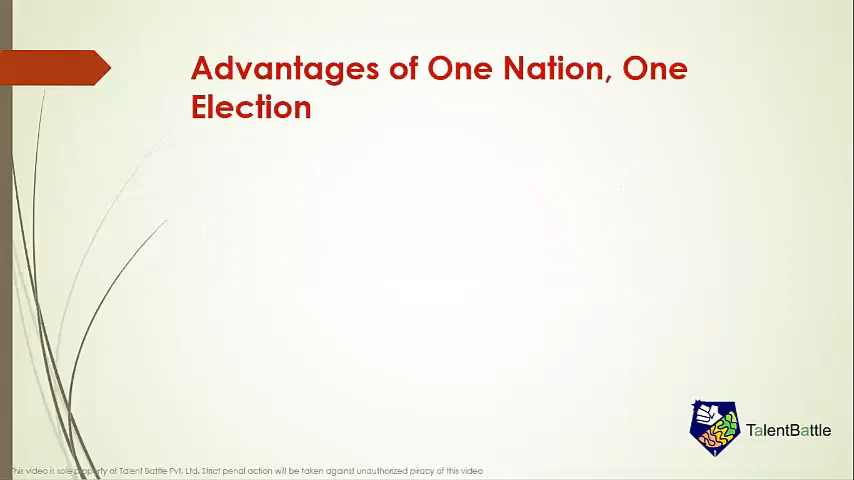 Advantages of One Nation, One
Election
TalentBattle
This video is sole property of Talent Battle Pvt. Ltd. Strict penal action will be taken against unauthorized piracy of this video